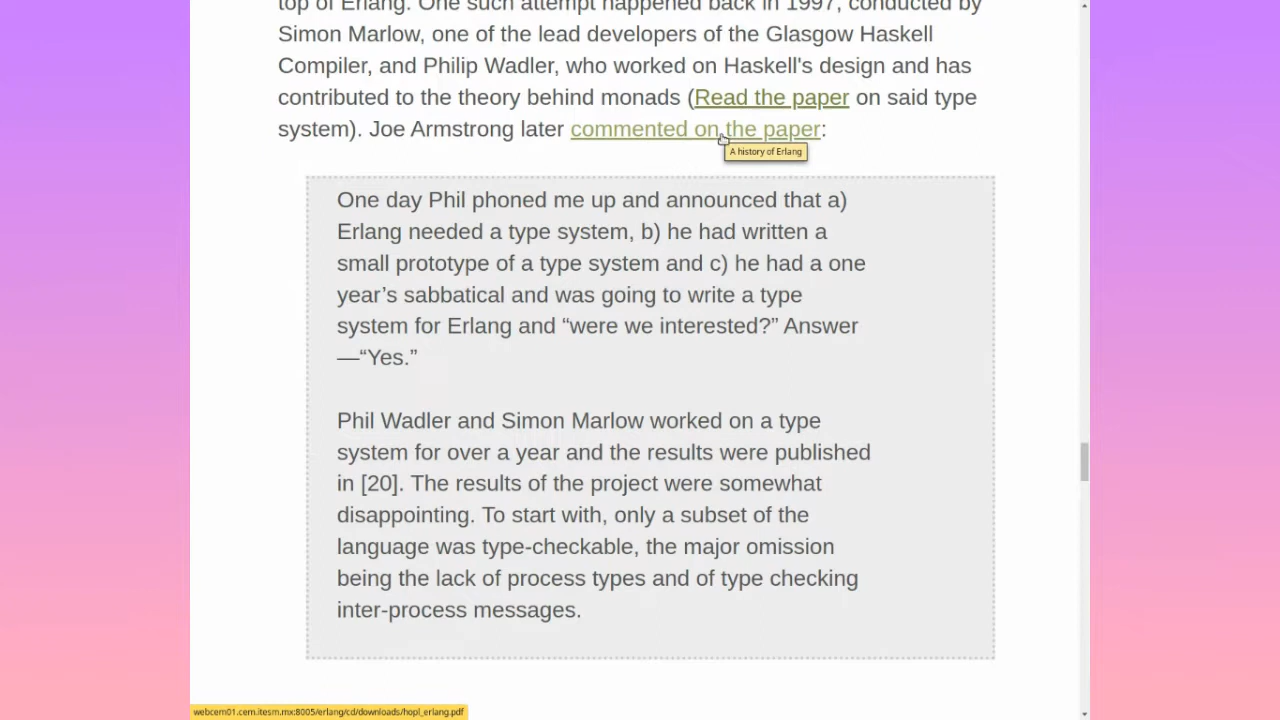 top of Erlang. One such attempt happened back in 1997, conducted by
Simon Marlow, one of the lead developers of the Glasgow Haskell
Compiler, and Philip Wadler, who worked on Haskell's design and has
contributed to the theory behind monads (Read the paper on said type
system). Joe Armstrong later commented on the paper:
A history of Erlang
One day Phil phoned me up and announced that a)
Erlang needed a type system, b) he had written a
small prototype of a type system and c) he had a one
year’s sabbatical and was going to write a type
system for Erlang and “were we interested?” Answer
—“Yes.”
Phil Wadler and Simon Marlow worked on a type
system for over a year and the results were published
in [20]. The results of the project were somewhat
disappointing. To start with, only a subset of the
language was type-checkable, the major omission
being the lack of process types and of type checking
inter-process messages.
webcem01.cem.itesm.mx:8005/erlang/cd/downloads/hopl_erlang.pdf